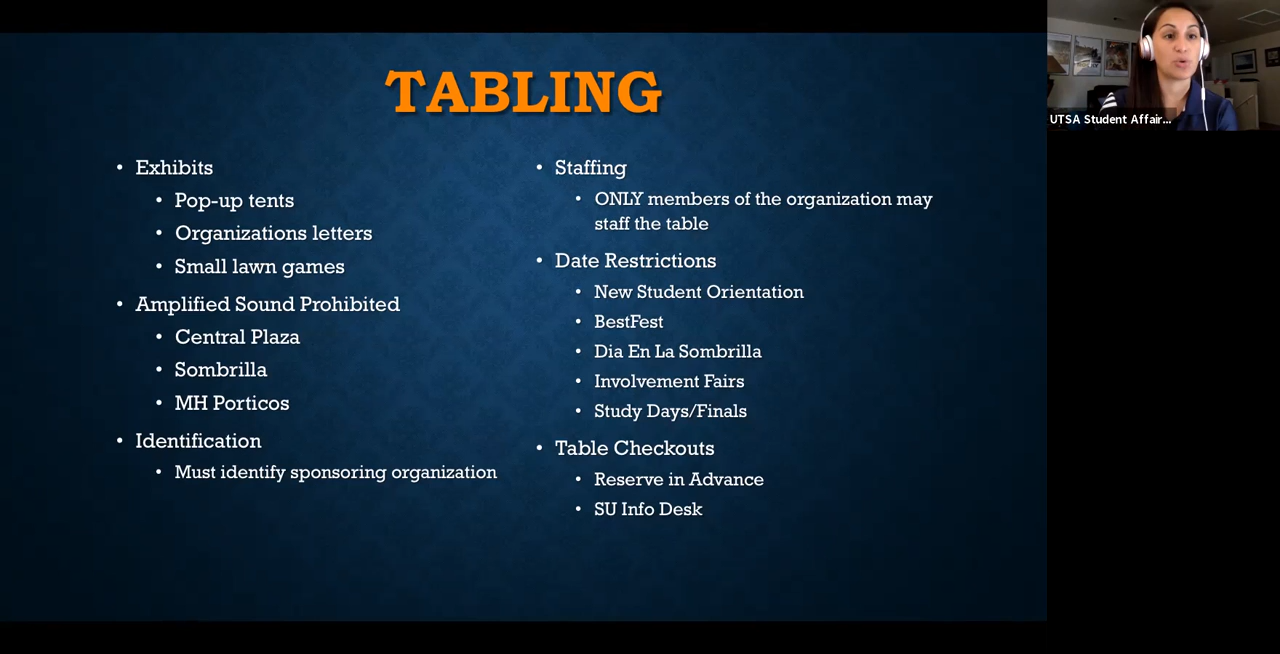 TABLING
Exhibits
Pop-up tents
Organizations letters
Small lawn games
Amplified Sound Prohibited
Central Plaza
Sombrilla
MH Porticos
Identification
Must identify sponsoring organization
Staffing
ONLY members of the organization may
staff the table
Date Restrictions
New Student Orientation
BestFest
Dia En La Sombrilla
Involvement Fairs
Study Days/Finals
Table Checkouts
Reserve in Advance
SU Info Desk
UTSA Student Affair...